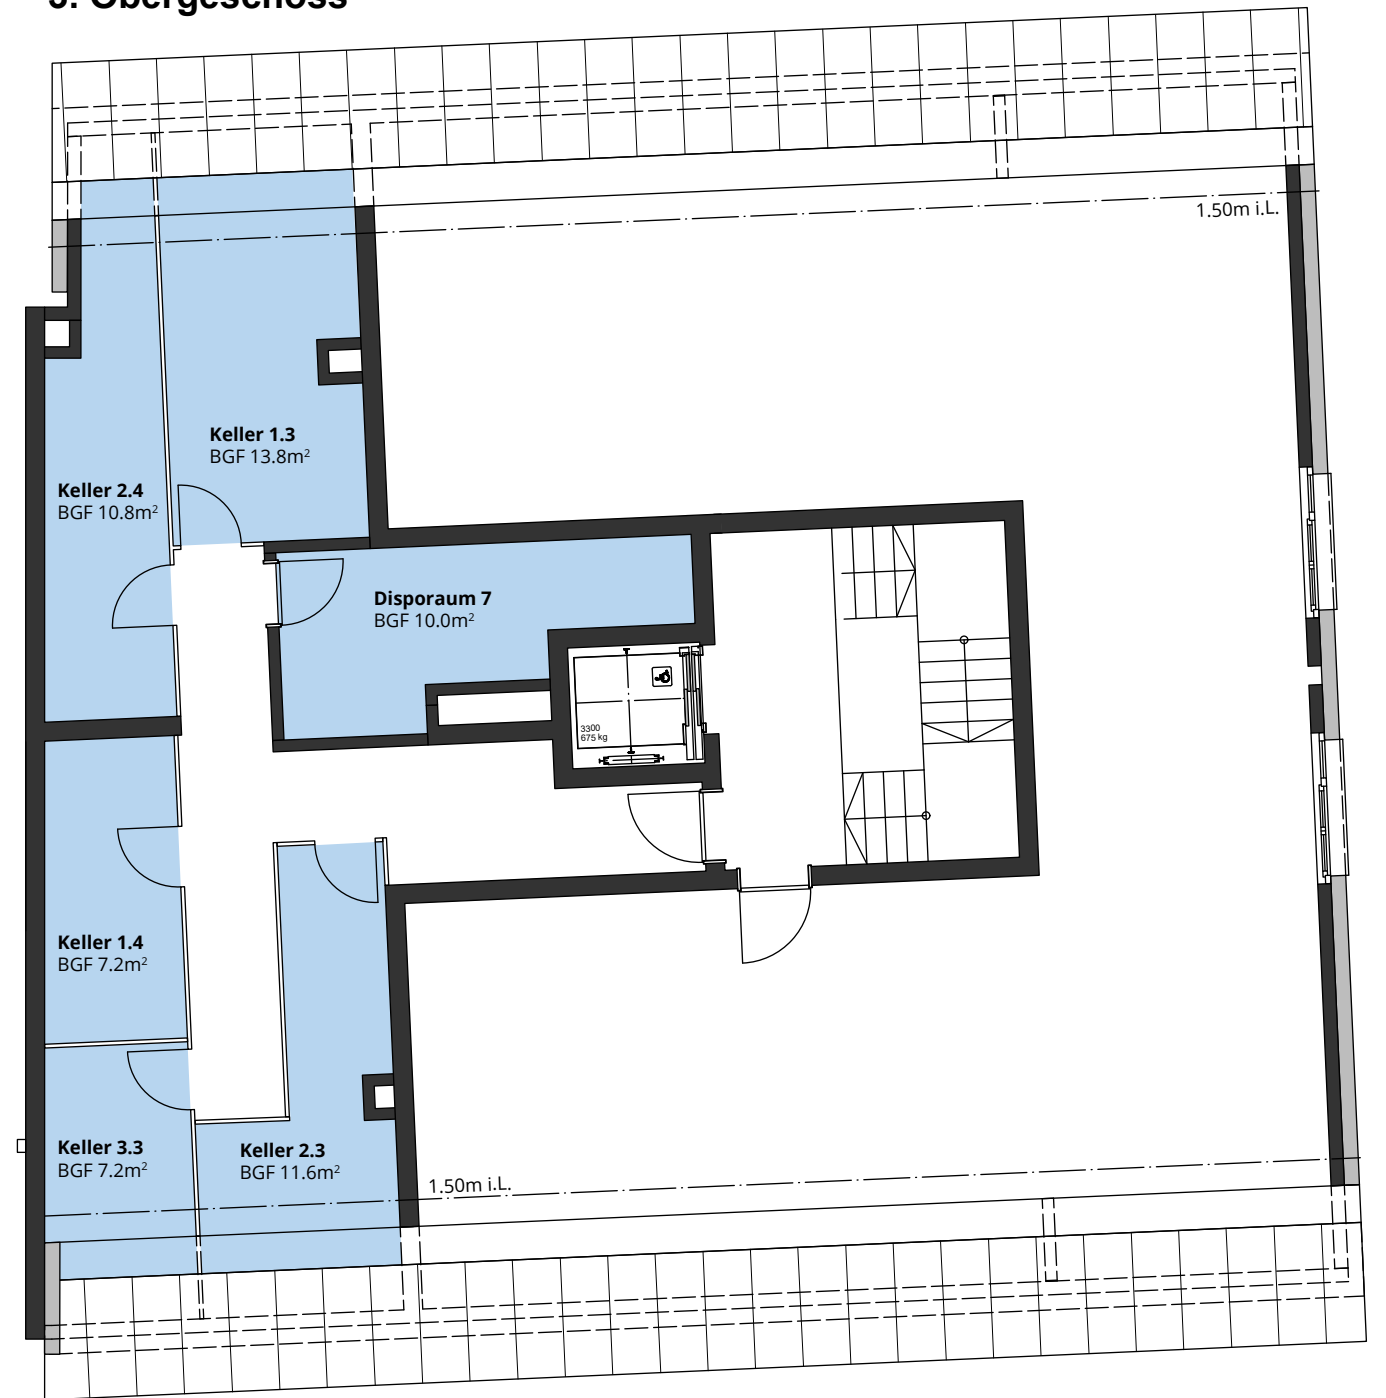 Obergeschoss
1.50m i.L.
Keller 1.3
BGF 13.8m²
Keller 2.4
BGF 10.8m²
Disporaum 7
BGF 10.0m²
3300
675 kg
Keller 1.4
BGF 7.2m²
Keller 3.3
BGF 7.2m²
Keller 2.3
BGF 11.6m²
1.50m i.L.